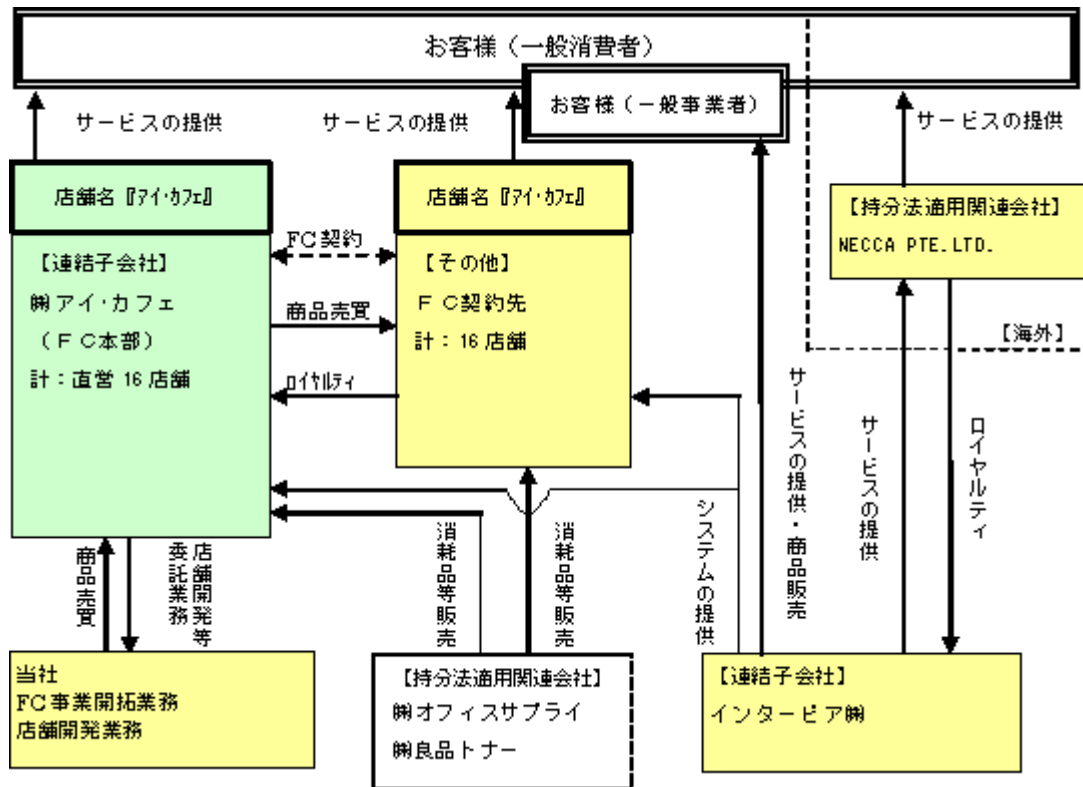 お客様（一般消費者）
お客様（一般事業者）
サービスの提供
サービスの提供
サービスの提供
店舗名『ｱｲ･ｶﾌｪ』
店舗名『ｱｲ･ｶﾌｪ』
【持分法適用関連会社】
NECCA PTE.LTD.
【連結子会社】
㈱アイ・カフェ
（ＦＣ本部）
計：直営16店舗
FC契約
商品売買
ﾛｲﾔﾙﾃｨ
【その他】
ＦＣ契約先
計：16店舗
【海外】
サービスの提供・商品販売
サービスの提供
ロイヤルティ
商品売買
店舗開発等
委託業務
消耗品等販売
消耗品等販売
システムの提供
当社
FC事業開拓業務
店舗開発業務
【持分法適用関連会社】
㈱オフィスサプライ
㈱良品トナー
【連結子会社】
インターピア㈱